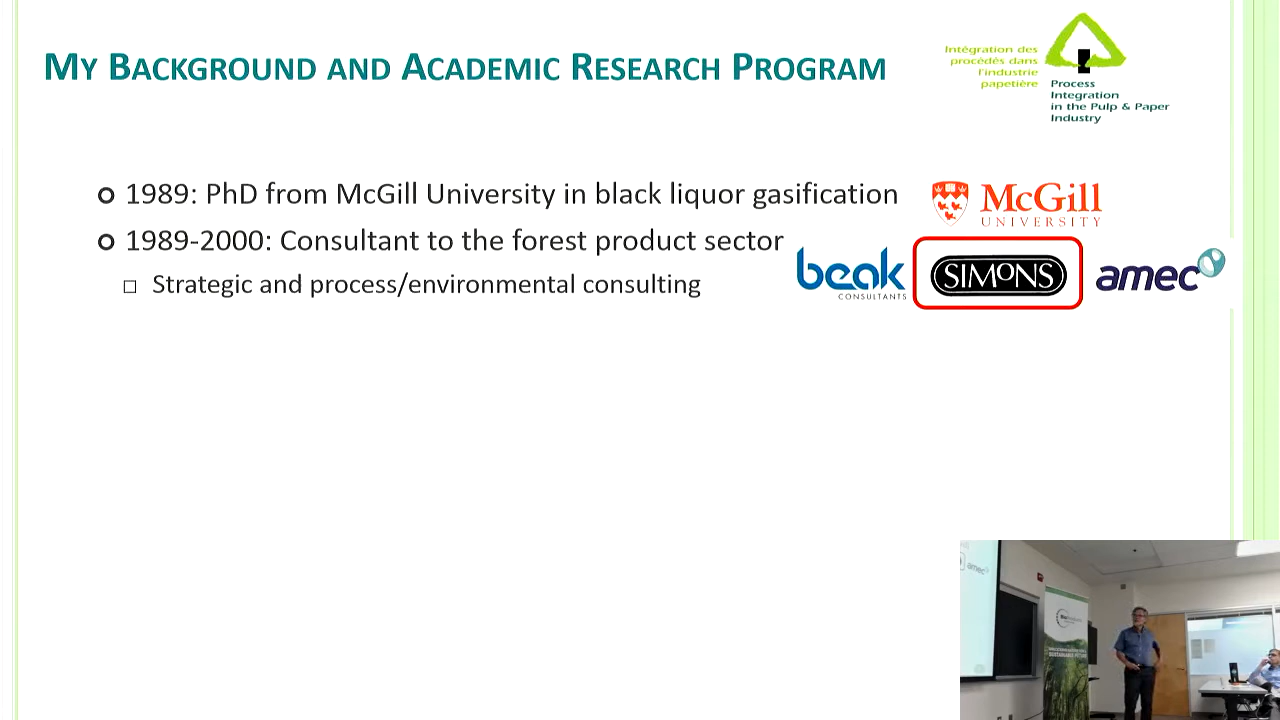 MY BACKGROUND AND ACADEMIC RESEARCH PROGRAM
Intégration des
procédés dans
l'industrie
papetière
Process
Integration
in the Pulp & Paper
Industry
1989: PhD from McGill University in black liquor gasification
McGill
UNIVERSITY
1989-2000: Consultant to the forest product sector
beak
CONSULTANTS
SIMONS
amec
Strategic and process/environmental consulting
amec